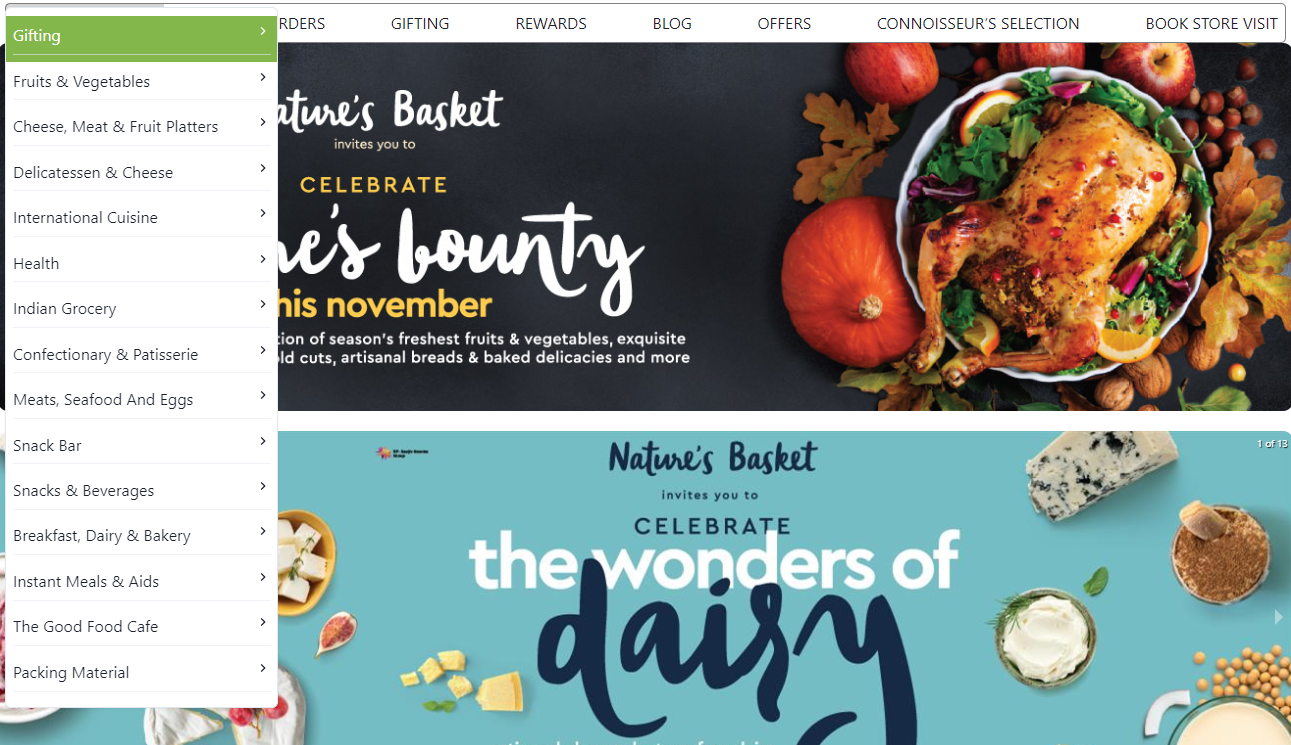 RDERS
GIFTING
REWARDS
BLOG
OFFERS
CONNOISSEUR'S SELECTION
BOOK STORE VISIT
Gifting
Fruits & Vegetables
Cheese, Meat & Fruit Platters
Delicatessen & Cheese
International Cuisine
Health
Indian Grocery
Confectionary & Patisserie
Meats, Seafood And Eggs
Snack Bar
Snacks & Beverages
Breakfast, Dairy & Bakery
Instant Meals & Aids
The Good Food Cafe
Packing Material
ature's Basket
invites you to
CELEBRATE
re's bounty
his november
tion of season's freshest fruits & vegetables, exquisite
ld cuts, artisanal breads & baked delicacies and more
1 of 13
Nature's Basket
invites you to
CELEBRATE
the wonders of
dairy